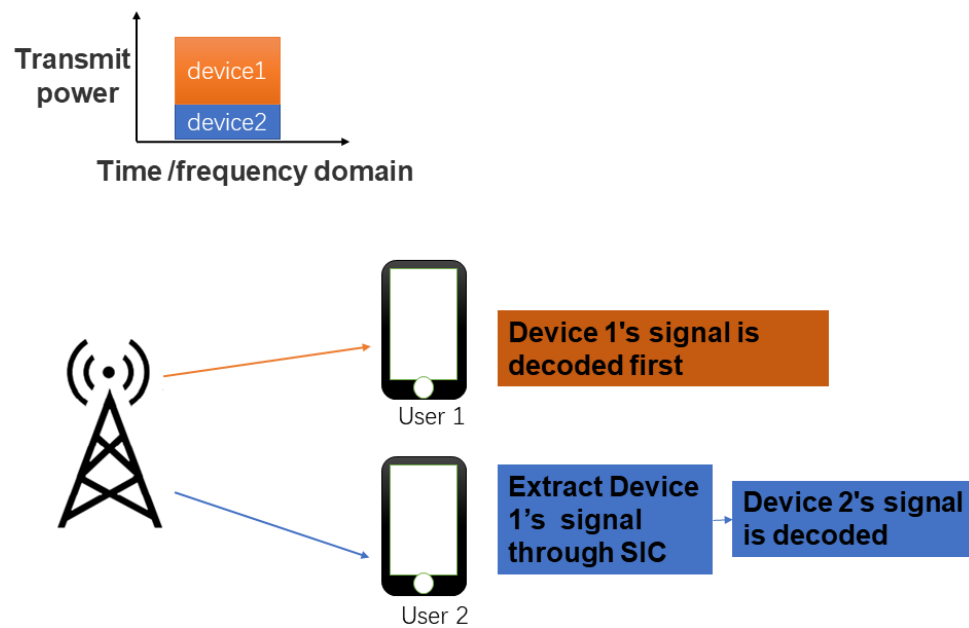 Transmit
power
device1
device2
Time /frequency domain
Device 1's signal is
decoded first
User 1
Extract Device
1’s signal
through SIC
Device 2's signal
is decoded
User 2